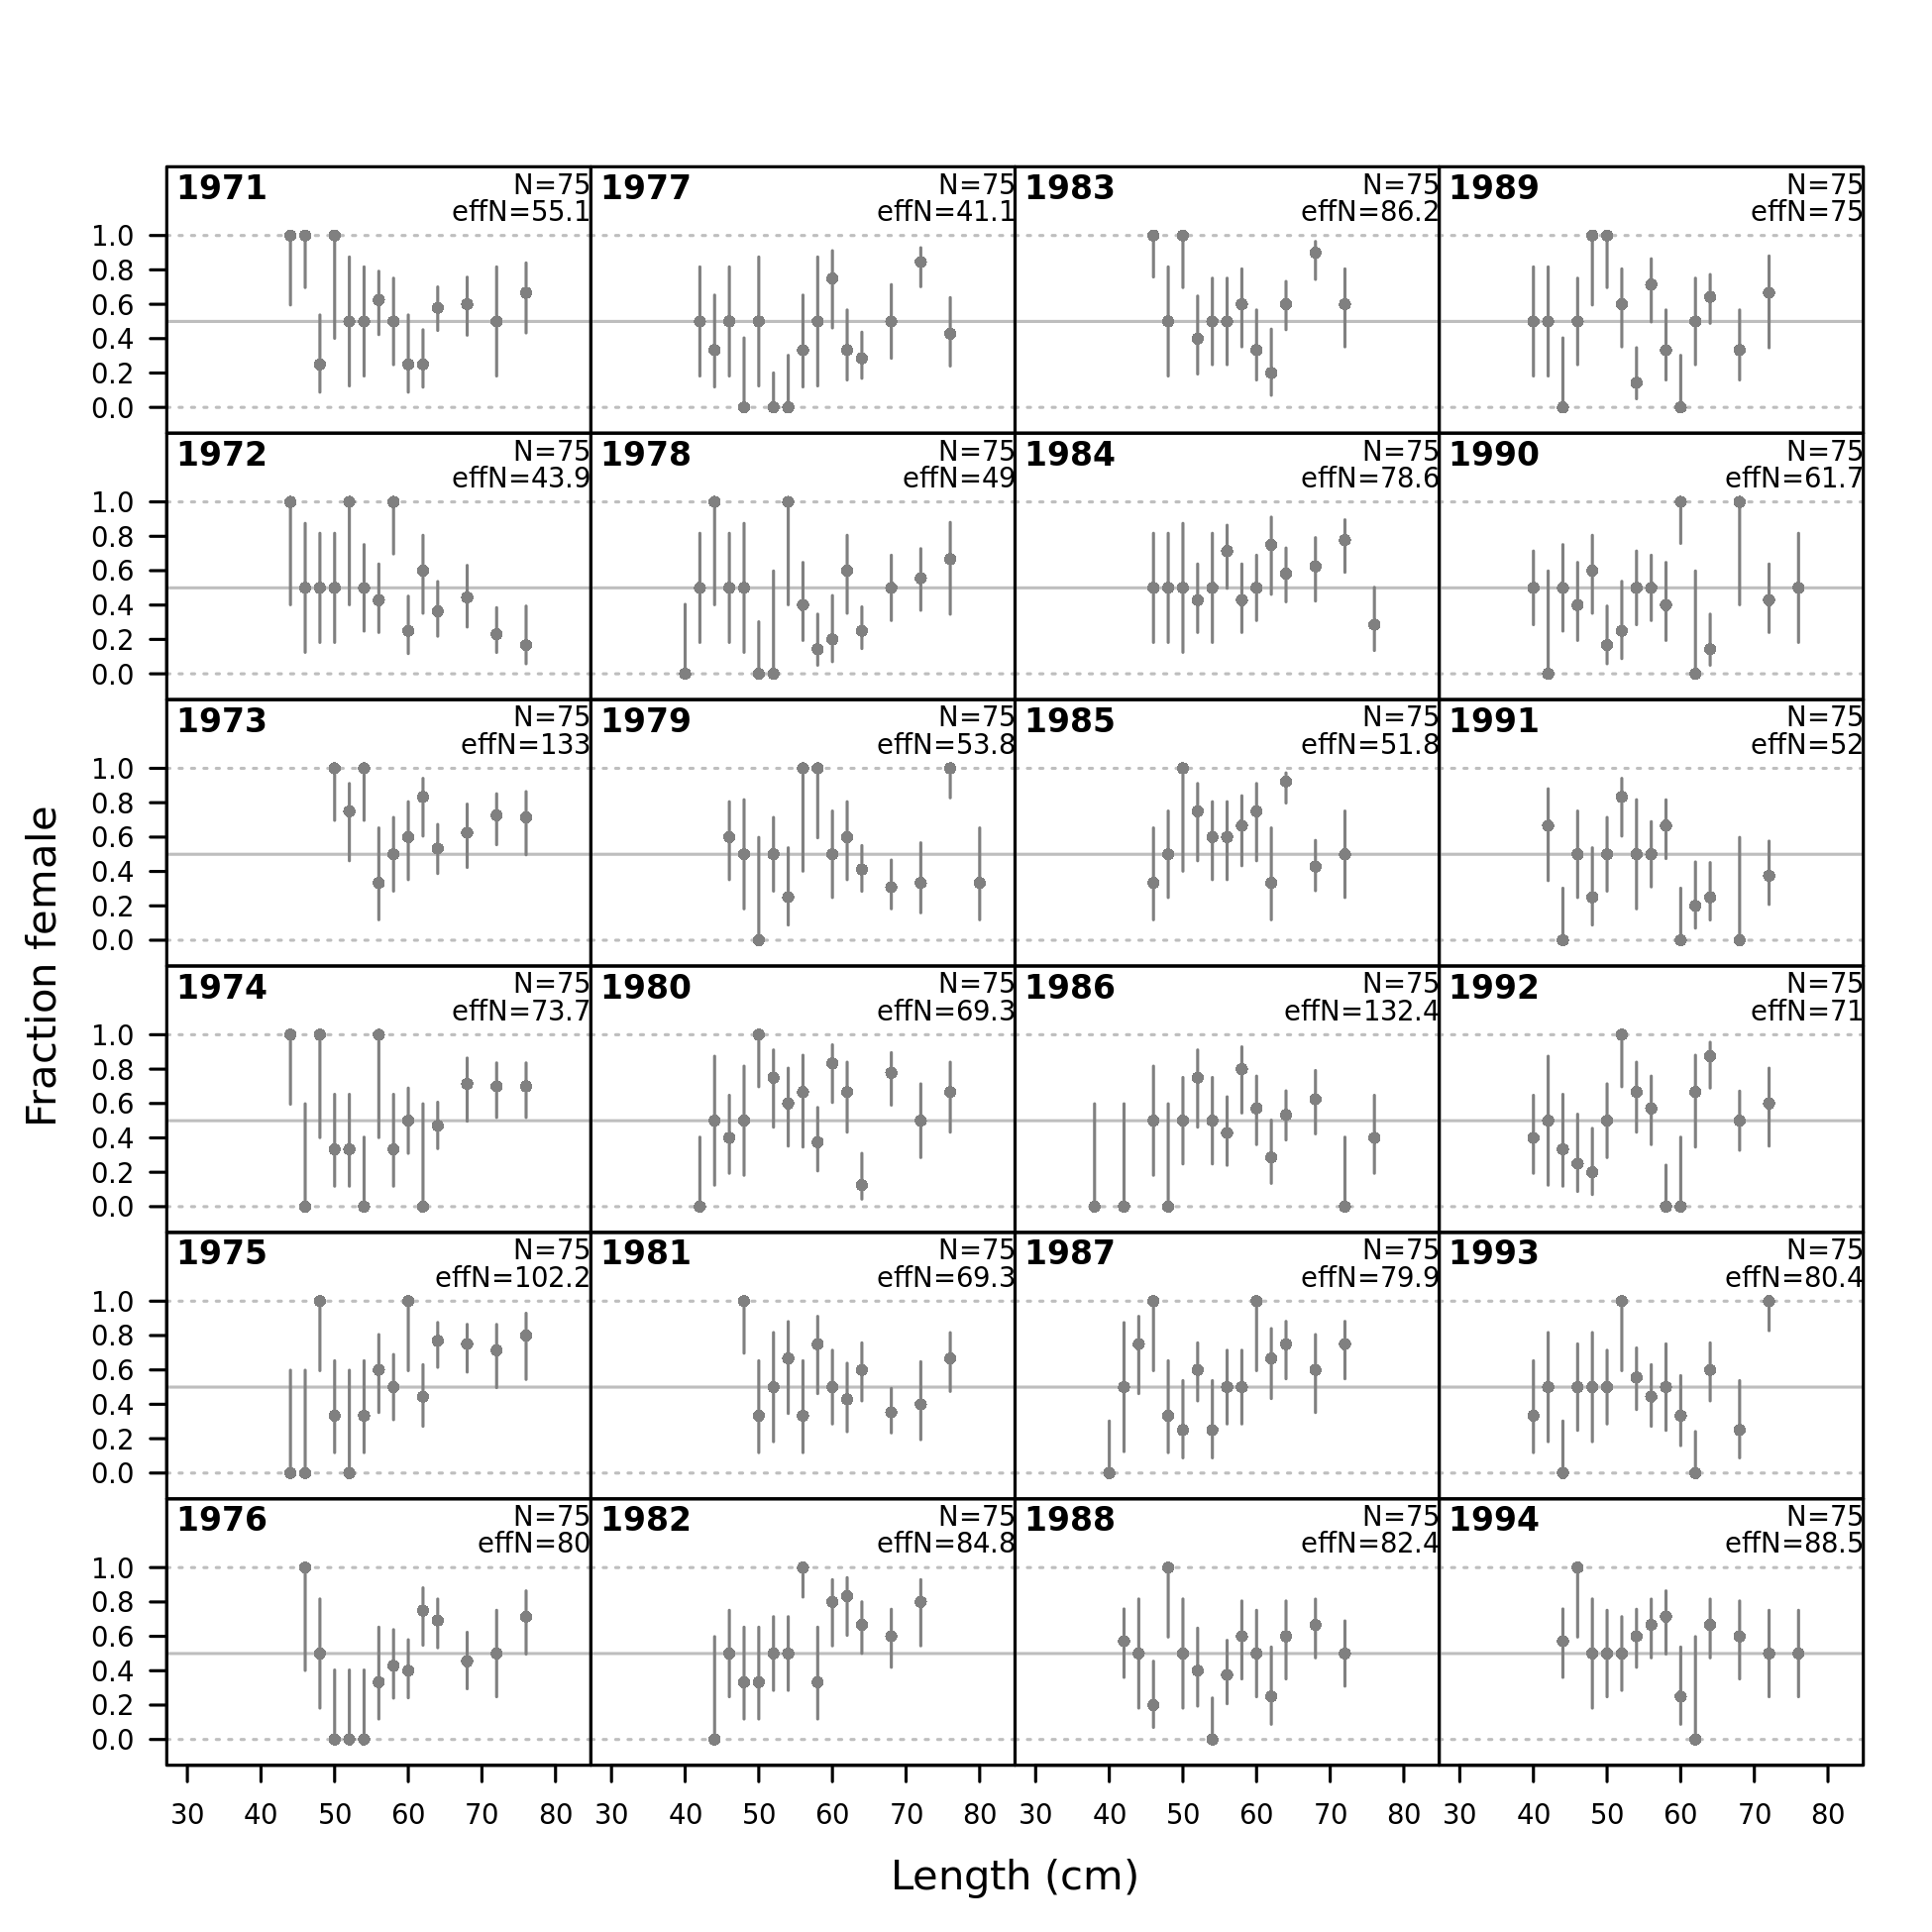 1971 N=75
effN=55.1
1977 N=75
effN=41.1
1983 N=75
effN=86.2
1989 N=75
effN=75
1.0
0.8
0.6
0.4
0.2
0.0
1972 N=75
effN=43.9
1978 N=75
effN=49
1984 N=75
effN=78.6
1990 N=75
effN=61.7
1.0
0.8
0.6
0.4
0.2
0.0
1973 N=75
effN=133
1979 N=75
effN=53.8
1985 N=75
effN=51.8
1991 N=75
effN=52
1.0
0.8
0.6
0.4
0.2
0.0
Fraction female
1974 N=75
effN=73.7
1980 N=75
effN=69.3
1986 N=75
effN=132.4
1992 N=75
effN=71
1.0
0.8
0.6
0.4
0.2
0.0
1975 N=75
effN=102.2
1981 N=75
effN=69.3
1987 N=75
effN=79.9
1993 N=75
effN=80.4
1.0
0.8
0.6
0.4
0.2
0.0
1976 N=75
effN=80
1982 N=75
effN=84.8
1988 N=75
effN=82.4
1994 N=75
effN=88.5
1.0
0.8
0.6
0.4
0.2
0.0
30 40 50 60 70 80 30 40 50 60 70 80 30 40 50 60 70 80 30 40 50 60 70 80
Length (cm)